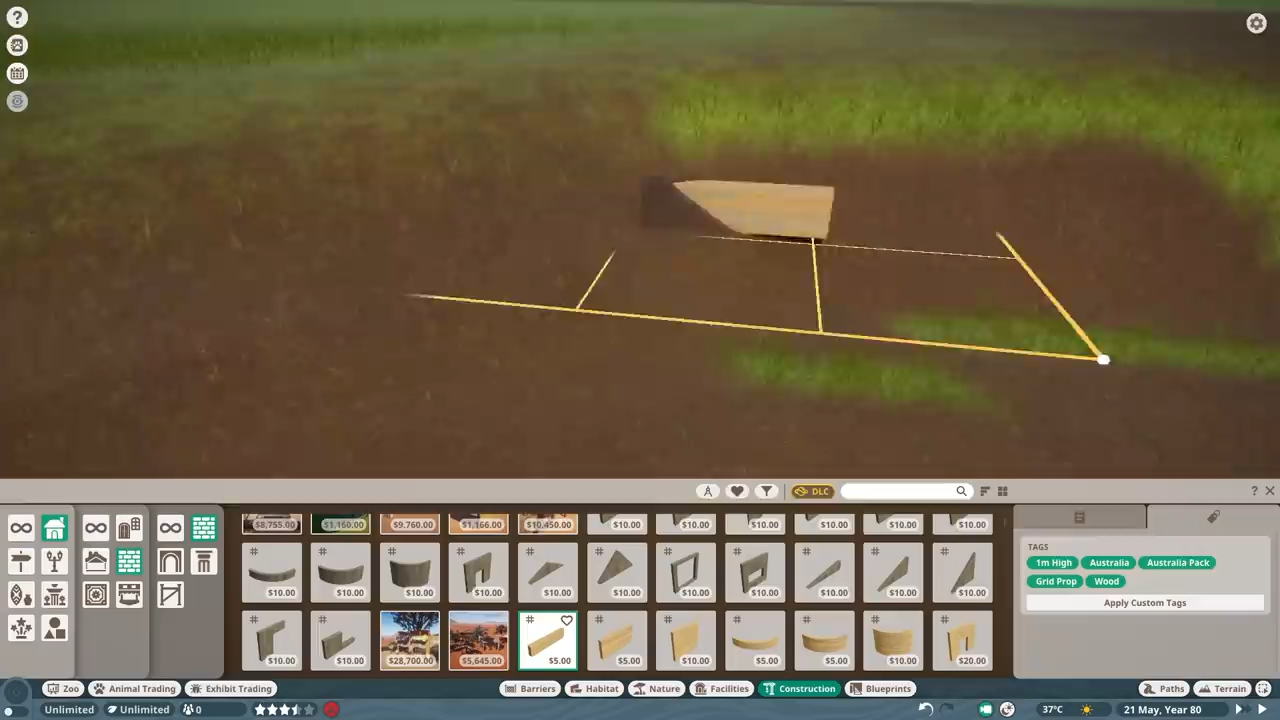 ?
DLC
?
$8,755.00 $1,160.00 $9,760.00 $1,166.00 $10,450.00 $10.00 $10.00 $10.00 $10.00 $10.00 $10.00
$10.00 $10.00 $10.00 $10.00 $10.00 $10.00 $10.00 $10.00 $10.00 $10.00 $10.00
$10.00 $10.00 $28,700.00 $5,645.00 $5.00 $5.00 $10.00 $5.00 $5.00 $10.00 $20.00
TAGS
1m High Australia Australia Pack
Grid Prop Wood
Apply Custom Tags
Zoo Animal Trading Exhibit Trading Barriers Habitat Nature Facilities Construction Blueprints Paths Terrain
Unlimited Unlimited 0 37°C 21 May, Year 80